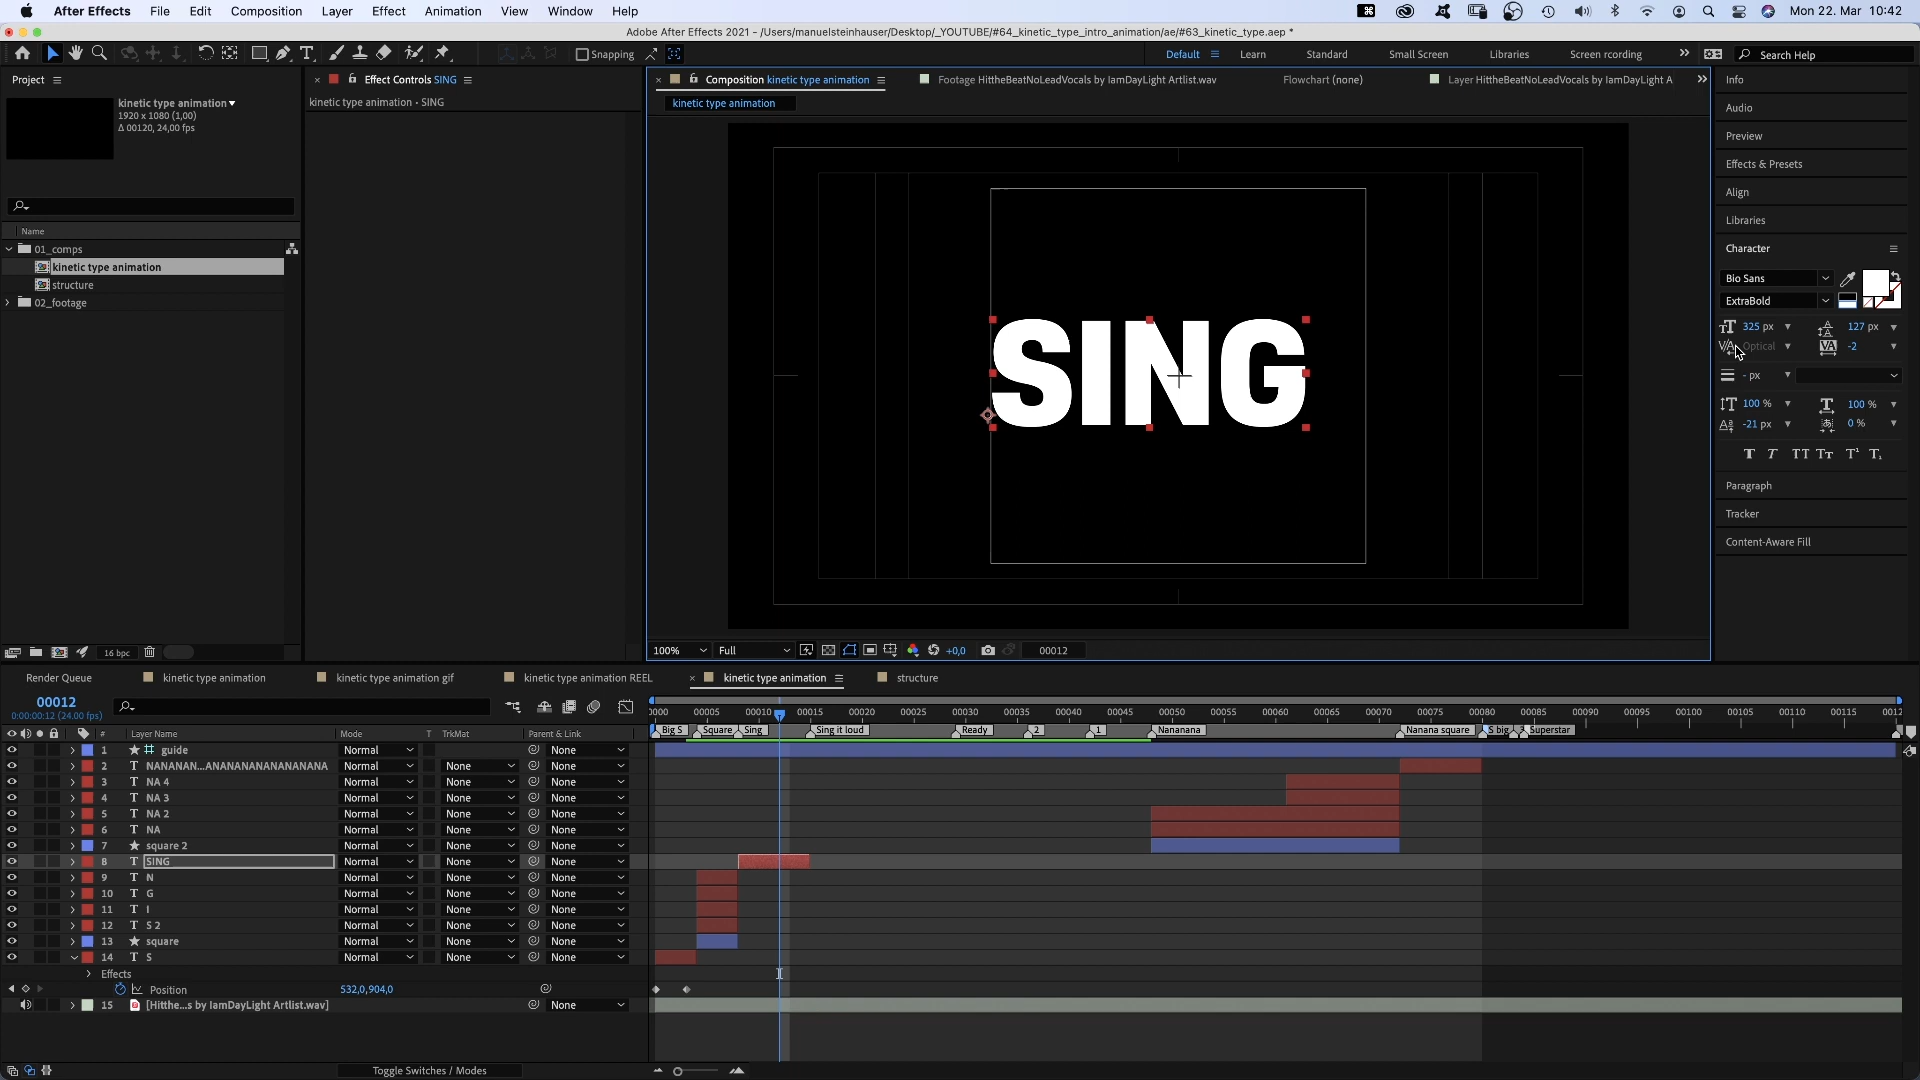 After Effects File Edit Composition Layer Effect Animation View Window Help Mon 22. Mar 10:42
Adobe After Effects 2021 - /Users/manuelsteinhauser/Desktop/_YOUTUBE/#64_kinetic_type_intro_animation/ae/#63_kinetic_type.aep *
Snapping Default Learn Standard Small Screen Libraries Screen rcording Search Help
Project
Effect Controls SING
Composition kinetic type animation
Footage HittheBeatNoLeadVocals by IamDayLight Artlist.wav
Flowchart (none)
Layer HittheBeatNoLeadVocals by IamDayLight A
Info
kinetic type animation
1920 x 1080 (1,00)
Δ 00120, 24,00 fps
kinetic type animation • SING
kinetic type animation
Audio
Preview
Effects & Presets
Align
Libraries
Character
Name
01_comps
kinetic type animation
structure
02_footage
Bio Sans
ExtraBold
325 px 127 px
Optical -2
- px
100 % 100 %
-21 px 0 %
Paragraph
Tracker
Content-Aware Fill
SING
16 bpc
100% Full +0,0 00012
Render Queue kinetic type animation kinetic type animation gif kinetic type animation REEL kinetic type animation structure
00012
0:00:00:12 (24.00 fps)
0000 00005 00010 00015 00020 00025 00030 00035 00040 00045 00050 00055 00060 00065 00070 00075 00080 00085 00090 00095 00100 00105 00110 00115 0012
# Layer Name Mode T TrkMat Parent & Link
Big S Square Sing Sing it loud Ready 2 1 Nananana Nanana square S big Superstar
1 guide Normal None
2 T NANANAN...ANANANANANANANANA Normal None None
3 T NA 4 Normal None None
4 T NA 3 Normal None None
5 T NA 2 Normal None None
6 T NA Normal None None
7 square 2 Normal None None
8 T SING Normal None None
9 T N Normal None None
10 T G Normal None None
11 T I Normal None None
12 T S 2 Normal None None
13 square Normal None None
14 T S Normal None None
Effects
Position 532,0,904,0
15 [Hitthe...s by IamDayLight Artlist.wav] None
Toggle Switches / Modes